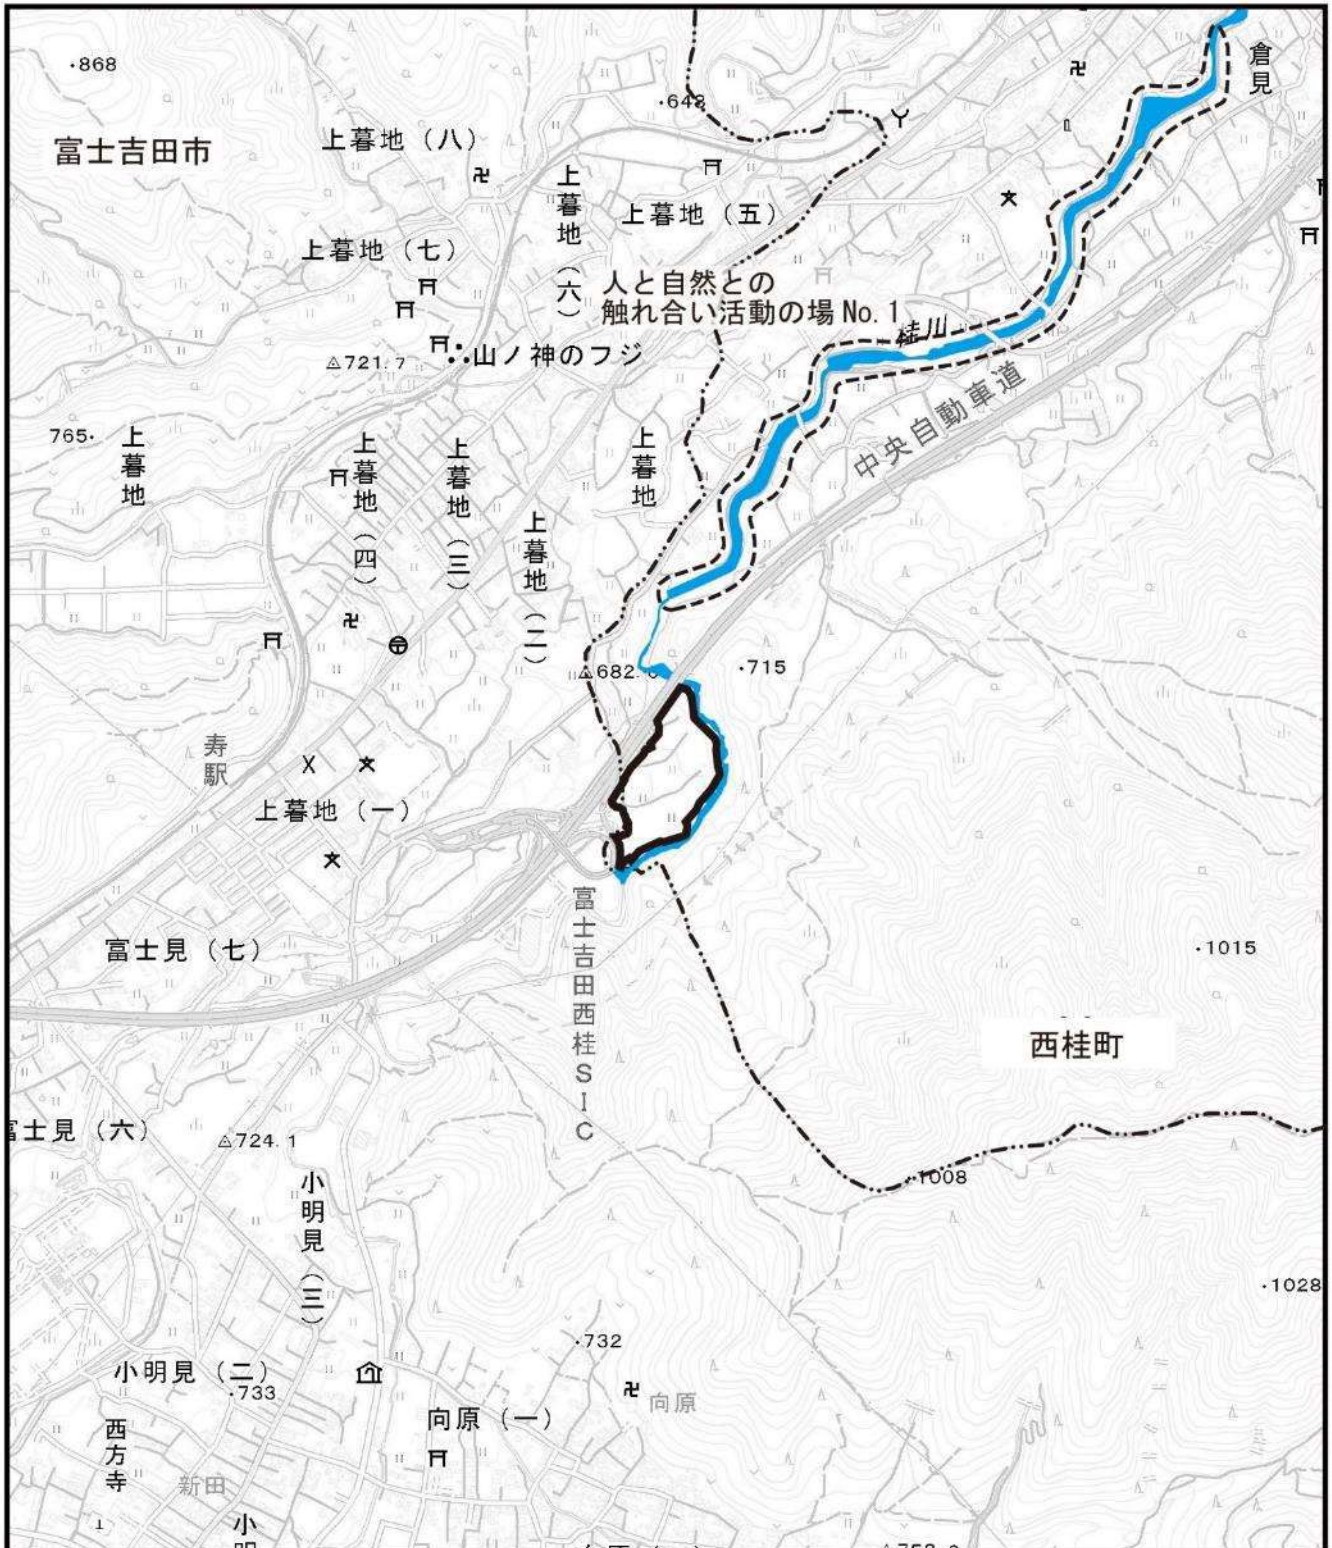 ・868
富士吉田市
上暮地（八）
・648
倉見
上暮地（六）
上暮地（五）
上暮地（七）
人と自然との
触れ合い活動の場 No. 1
桂川
山ノ神のフジ
△721.7
中央自動車道
765・
上暮地
上暮地（四）
上暮地（三）
上暮地
上暮地（二）
△682.
・715
寿駅
上暮地（一）
富士見（七）
富士吉田西桂SIC
・1015
西桂町
富士見（六）
△724.1
・1008
小明見（三）
・1028
・732
小明見（二）
・733
向原
向原（一）
西方寺
新田
小